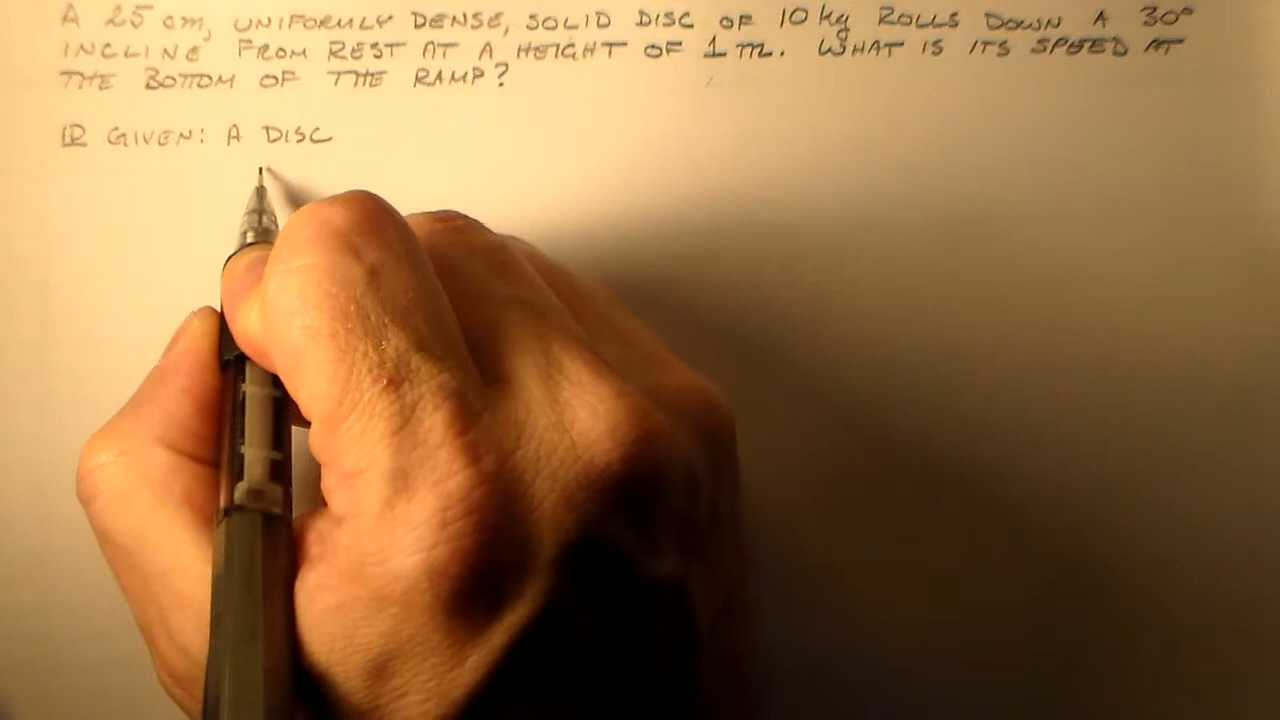 A 25 cm, UNIFORMLY DENSE, SOLID DISC OF 10 kg ROLLS DOWN A 30°
INCLINE FROM REST AT A HEIGHT OF 1 m. WHAT IS ITS SPEED AT
THE BOTTOM OF THE RAMP?
GIVEN: A DISC